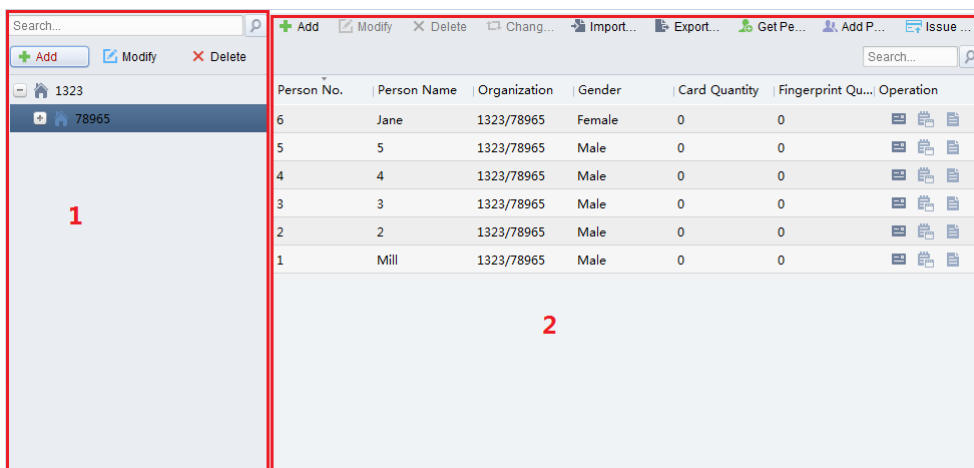 Search...
Add Modify Delete
1323
78965
1
Add Modify Delete Chang... Import... Export... Get Pe... Add P... Issue ...
Search...
Person No. Person Name Organization Gender Card Quantity Fingerprint Qu... Operation
6 Jane 1323/78965 Female 0 0
5 5 1323/78965 Male 0 0
4 4 1323/78965 Male 0 0
3 3 1323/78965 Male 0 0
2 2 1323/78965 Male 0 0
1 Mill 1323/78965 Male 0 0
2